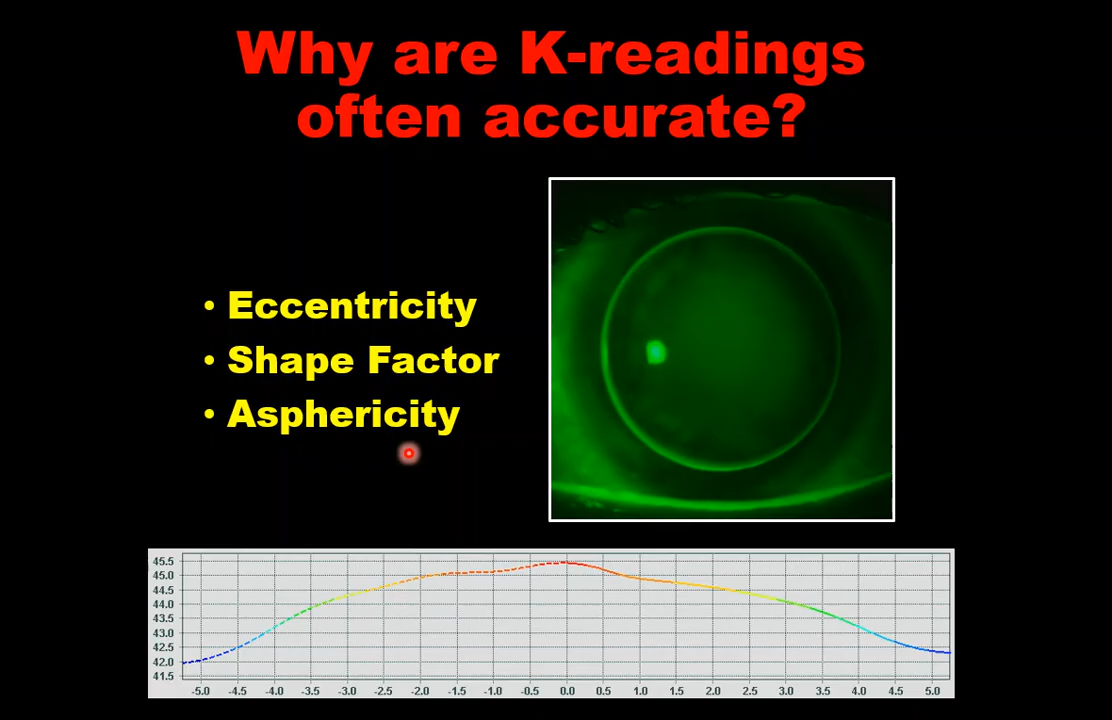 Why are K-readings
often accurate?
• Eccentricity
• Shape Factor
• Asphericity
45.5
45.0
44.5
44.0
43.5
43.0
42.5
42.0
41.5
-5.0 -4.5 -4.0 -3.5 -3.0 -2.5 -2.0 -1.5 -1.0 -0.5 0.0 0.5 1.0 1.5 2.0 2.5 3.0 3.5 4.0 4.5 5.0